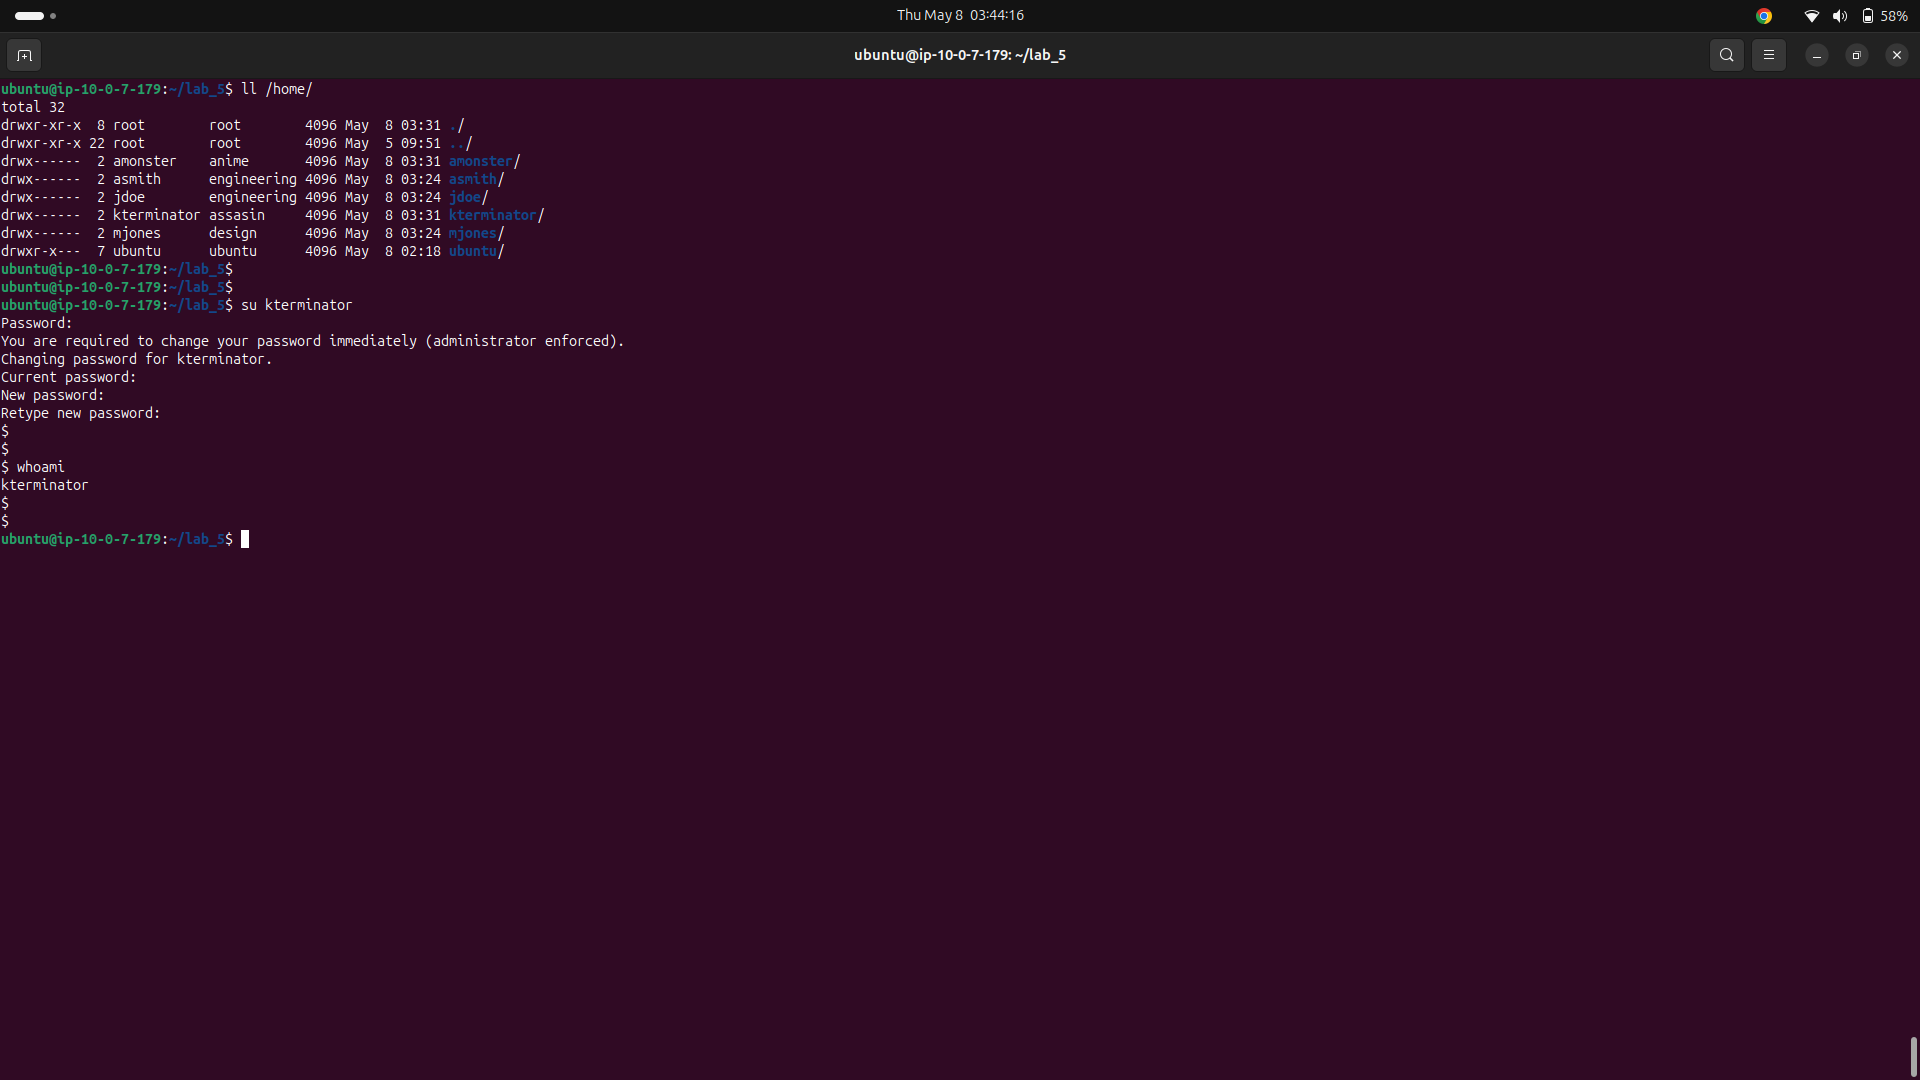 Thu May 8 03:44:16
58%
ubuntu@ip-10-0-7-179: ~/lab_5
ubuntu@ip-10-0-7-179:~/lab_5$ ll /home/
total 32
drwxr-xr-x  8 root       root        4096 May  8 03:31 ./
drwxr-xr-x 22 root       root        4096 May  5 09:51 ../
drwx------  2 amonster   anime       4096 May  8 03:31 amonster/
drwx------  2 asmith     engineering 4096 May  8 03:24 asmith/
drwx------  2 jdoe       engineering 4096 May  8 03:24 jdoe/
drwx------  2 kterminator assasin     4096 May  8 03:31 kterminator/
drwx------  2 mjones     design      4096 May  8 03:24 mjones/
drwxr-x---  7 ubuntu     ubuntu      4096 May  8 02:18 ubuntu/
ubuntu@ip-10-0-7-179:~/lab_5$
ubuntu@ip-10-0-7-179:~/lab_5$
ubuntu@ip-10-0-7-179:~/lab_5$ su kterminator
Password:
You are required to change your password immediately (administrator enforced).
Changing password for kterminator.
Current password:
New password:
Retype new password:
$
$
$ whoami
kterminator
$
$
ubuntu@ip-10-0-7-179:~/lab_5$